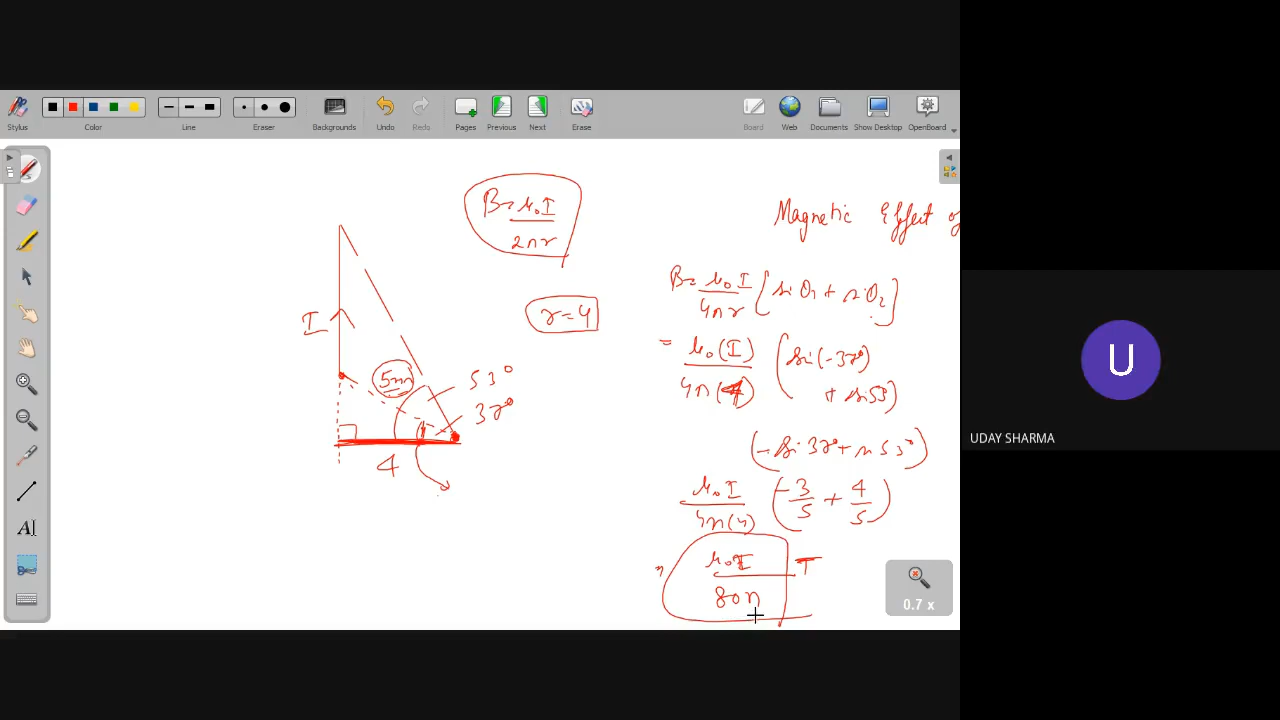 Stylus
Color
Line
Eraser
Backgrounds
Undo
Redo
Pages
Previous
Next
Erase
Board
Web
Documents
Show Desktop
OpenBoard
B = μ₀I / 2πr
r = 4
I
5m
53°
37°
4
Magnetic Effect of
B = μ₀I / 4πr [sin θ₁ + sin θ₂]
= μ₀(I) / 4π(4) (sin(-37°)
+ sin 53)
(-sin 37° + sin 53°)
μ₀I / 4π(4) (-3/5 + 4/5)
μ₀I / 80π T
0.7 x
U
UDAY SHARMA